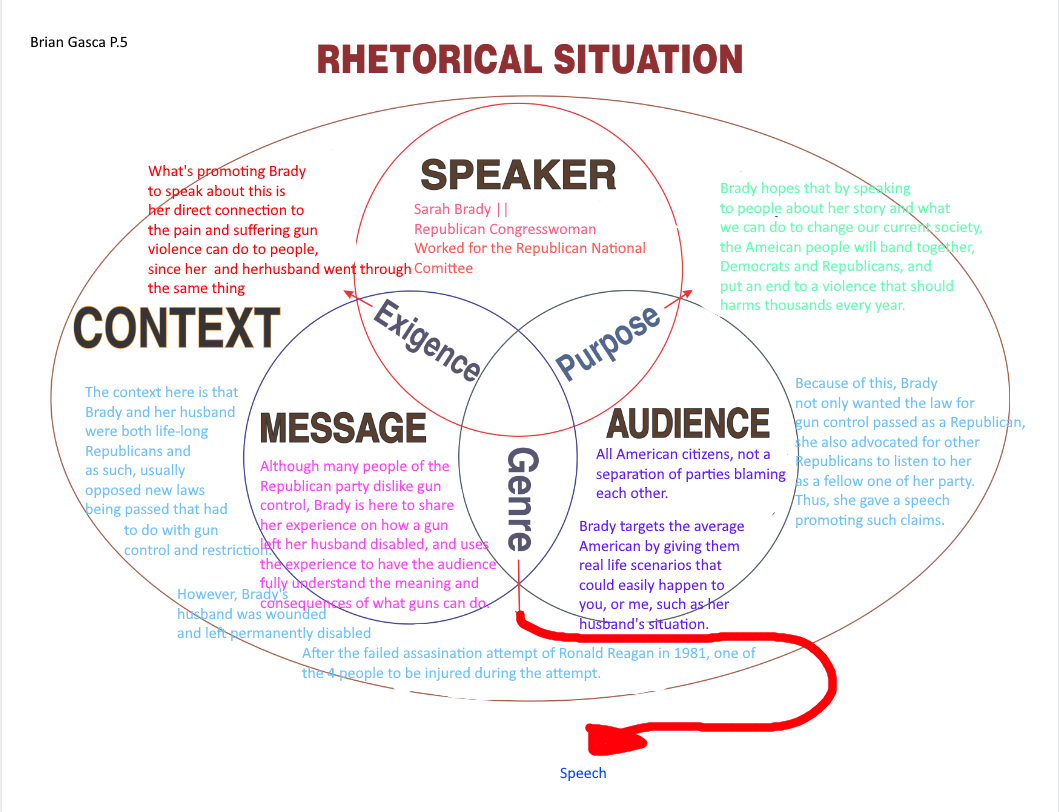 Brian Gasca P.5
RHETORICAL SITUATION
SPEAKER
Sarah Brady ||
Republican Congresswoman
Worked for the Republican National
Comittee
What's promoting Brady
to speak about this is
her direct connection to
the pain and suffering gun
violence can do to people,
since her and herhusband went through
the same thing
Brady hopes that by speaking
to people about her story and what
we can do to change our current society,
the Ameican people will band together,
Democrats and Republicans, and
put an end to a violence that should
harms thousands every year.
CONTEXT
Exigence
Purpose
The context here is that
Brady and her husband
were both life-long
Republicans and
as such, usually
opposed new laws
being passed that had
to do with gun
control and restriction.
However, Brady's
husband was wounded
and left permanently disabled
After the failed assasination attempt of Ronald Reagan in 1981, one of
the 4 people to be injured during the attempt.
MESSAGE
Although many people of the
Republican party dislike gun
control, Brady is here to share
her experience on how a gun
left her husband disabled, and uses
the experience to have the audience
fully understand the meaning and
consequences of what guns can do.
Genre
AUDIENCE
All American citizens, not a
separation of parties blaming
each other.
Brady targets the average
American by giving them
real life scenarios that
could easily happen to
you, or me, such as her
husband's situation.
Because of this, Brady
not only wanted the law for
gun control passed as a Republican,
she also advocated for other
Republicans to listen to her
as a fellow one of her party.
Thus, she gave a speech
promoting such claims.
Speech